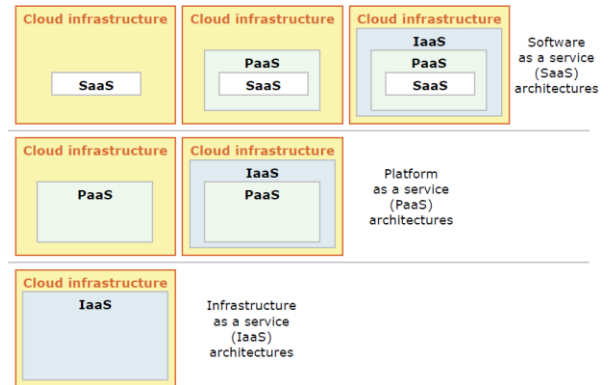 Cloud infrastructure
SaaS
Cloud infrastructure
PaaS
SaaS
Cloud infrastructure
IaaS
PaaS
SaaS
Software
as a service
(SaaS)
architectures
Cloud infrastructure
PaaS
Cloud infrastructure
IaaS
PaaS
Platform
as a service
(PaaS)
architectures
Cloud infrastructure
IaaS
Infrastructure
as a service
(IaaS)
architectures